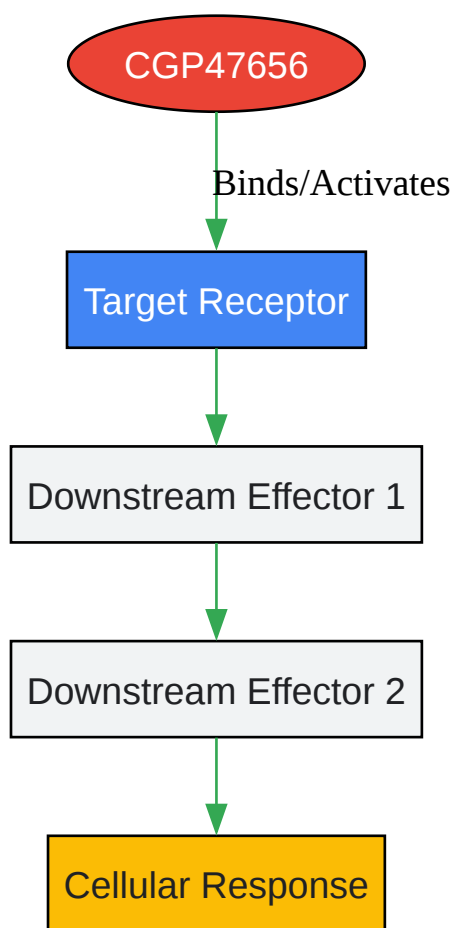 CGP47656
Binds/Activates
Target Receptor
Downstream Effector 1
Downstream Effector 2
Cellular Response